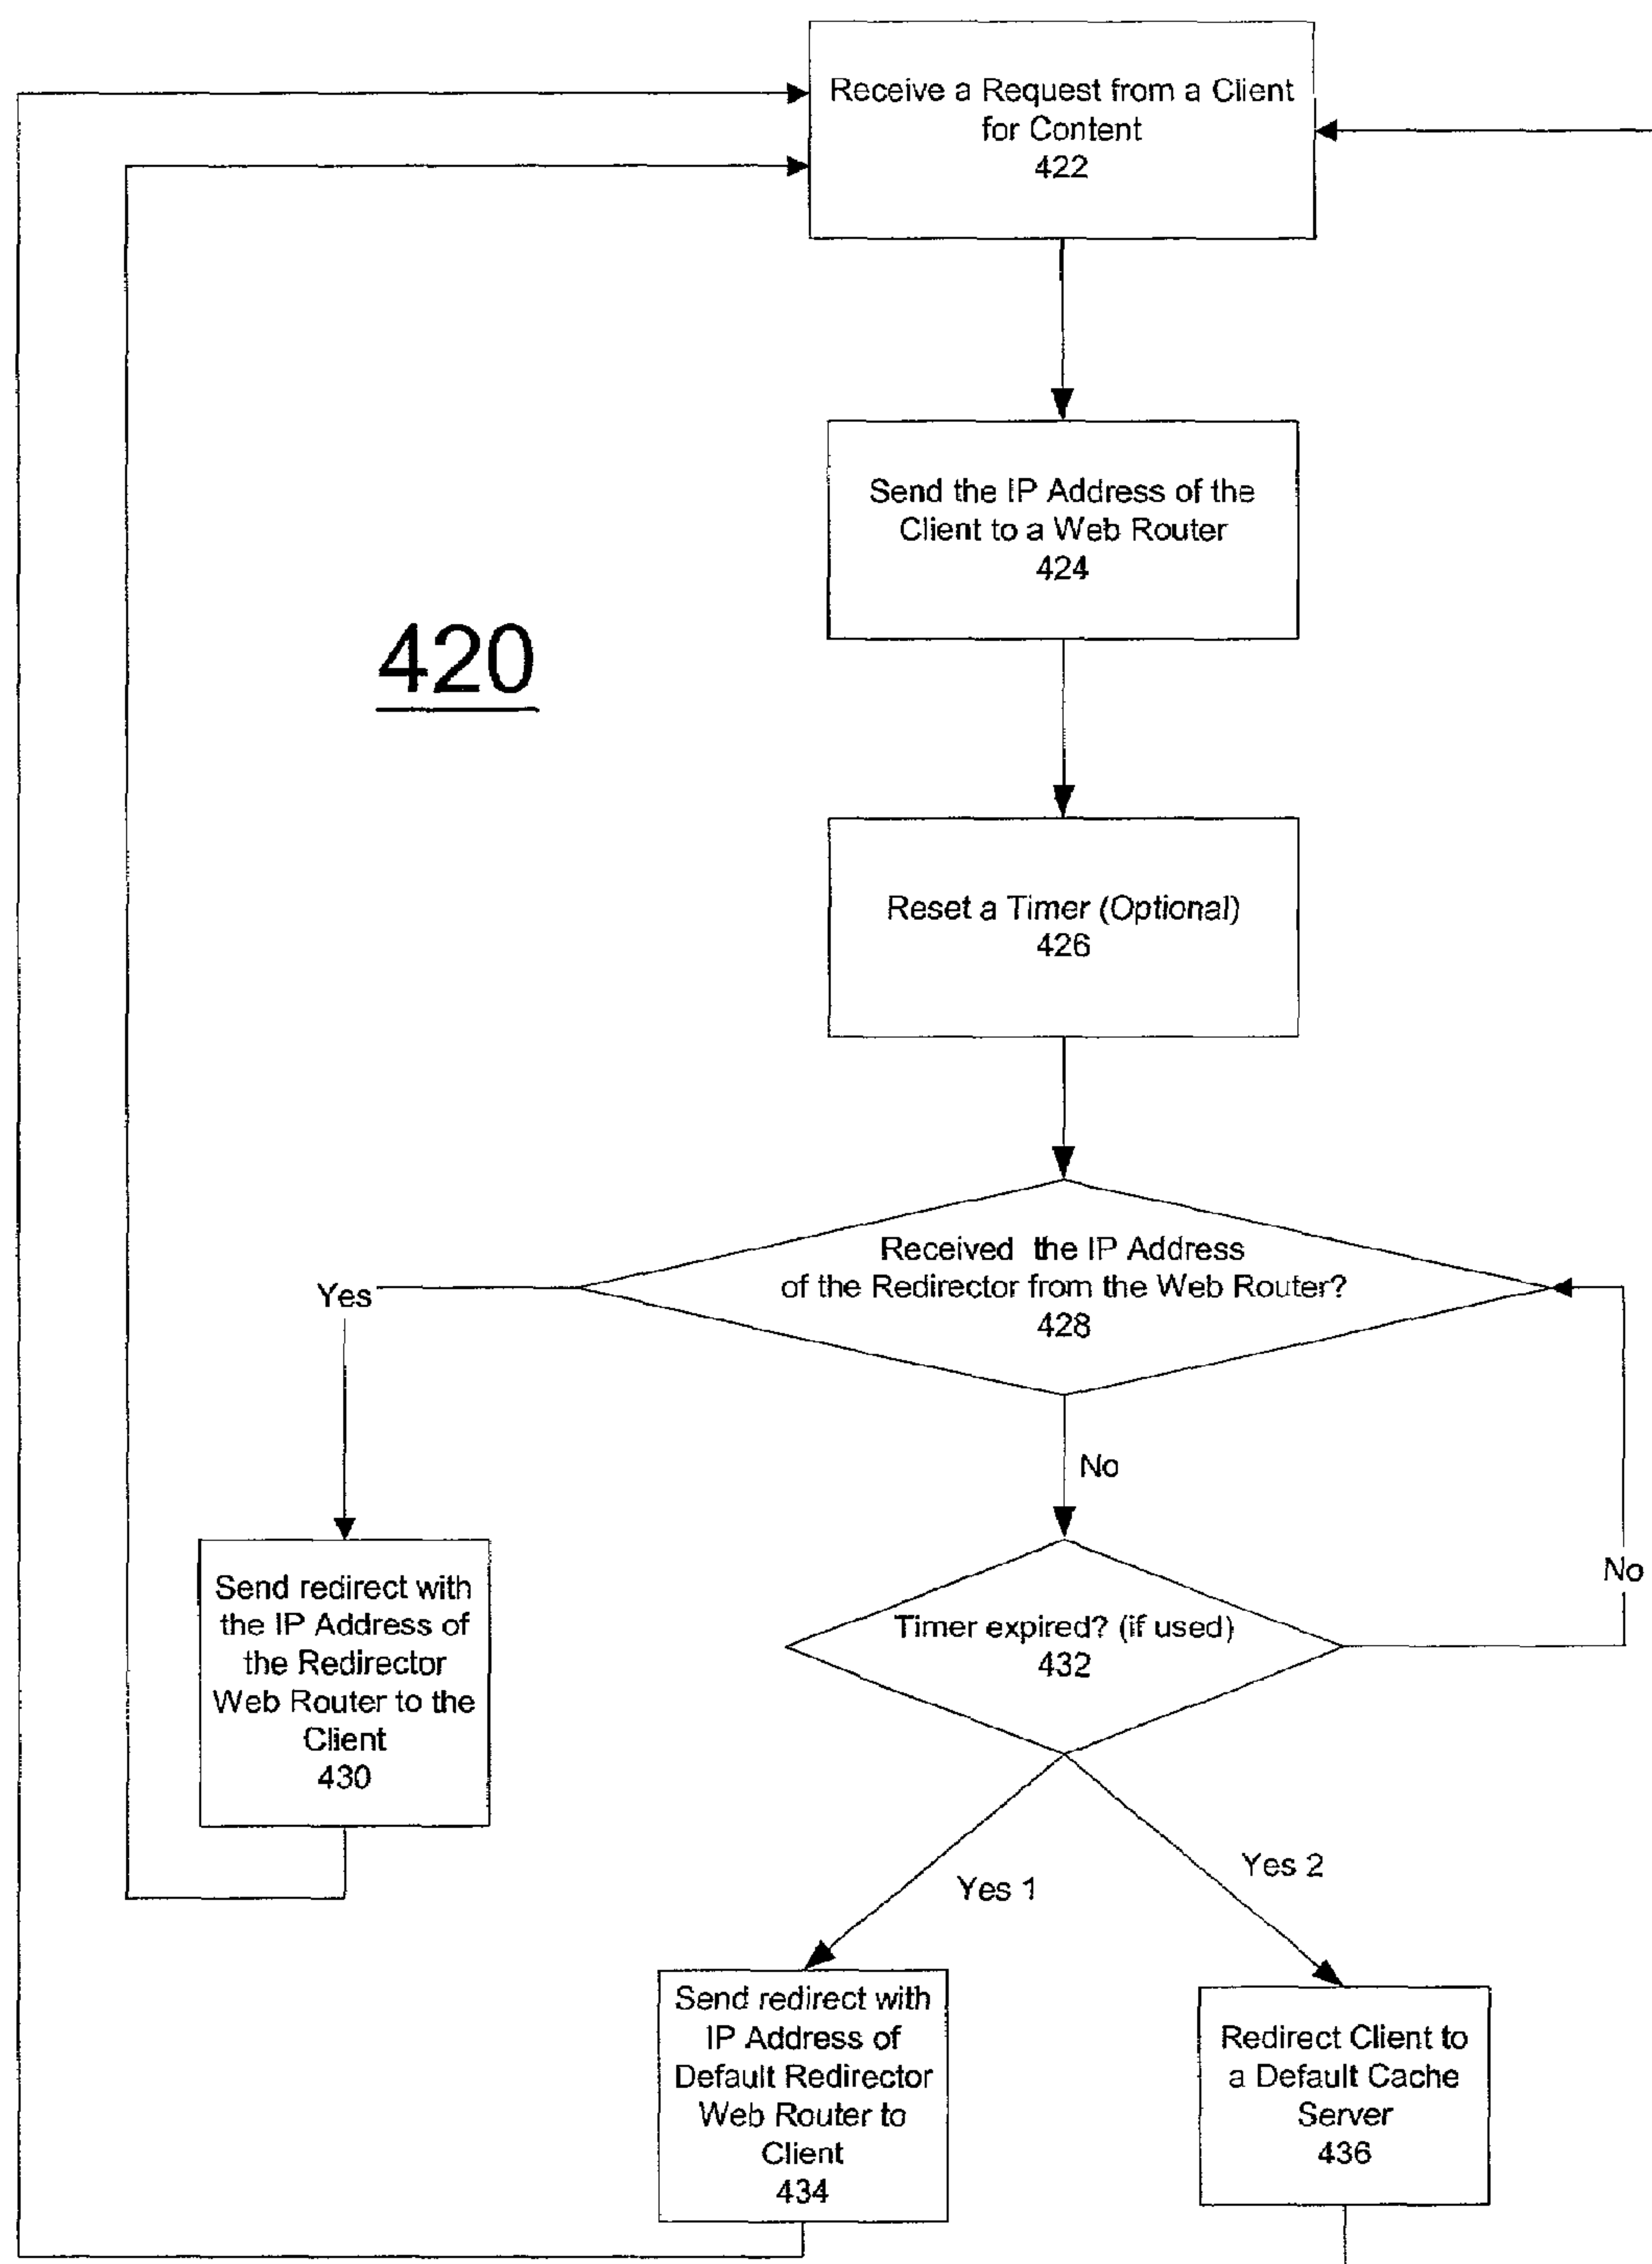 Receive a Request from a Client
for Content
422
Send the IP Address of the
Client to a Web Router
424
420
Reset a Timer (Optional)
426
Received the IP Address
of the Redirector from the Web Router?
428
Yes
No
Send redirect with
the IP Address of
the Redirector
Web Router to the
Client
430
Timer expired? (if used)
432
No
Yes 1
Yes 2
Send redirect with
IP Address of
Default Redirector
Web Router to
Client
434
Redirect Client to
a Default Cache
Server
436